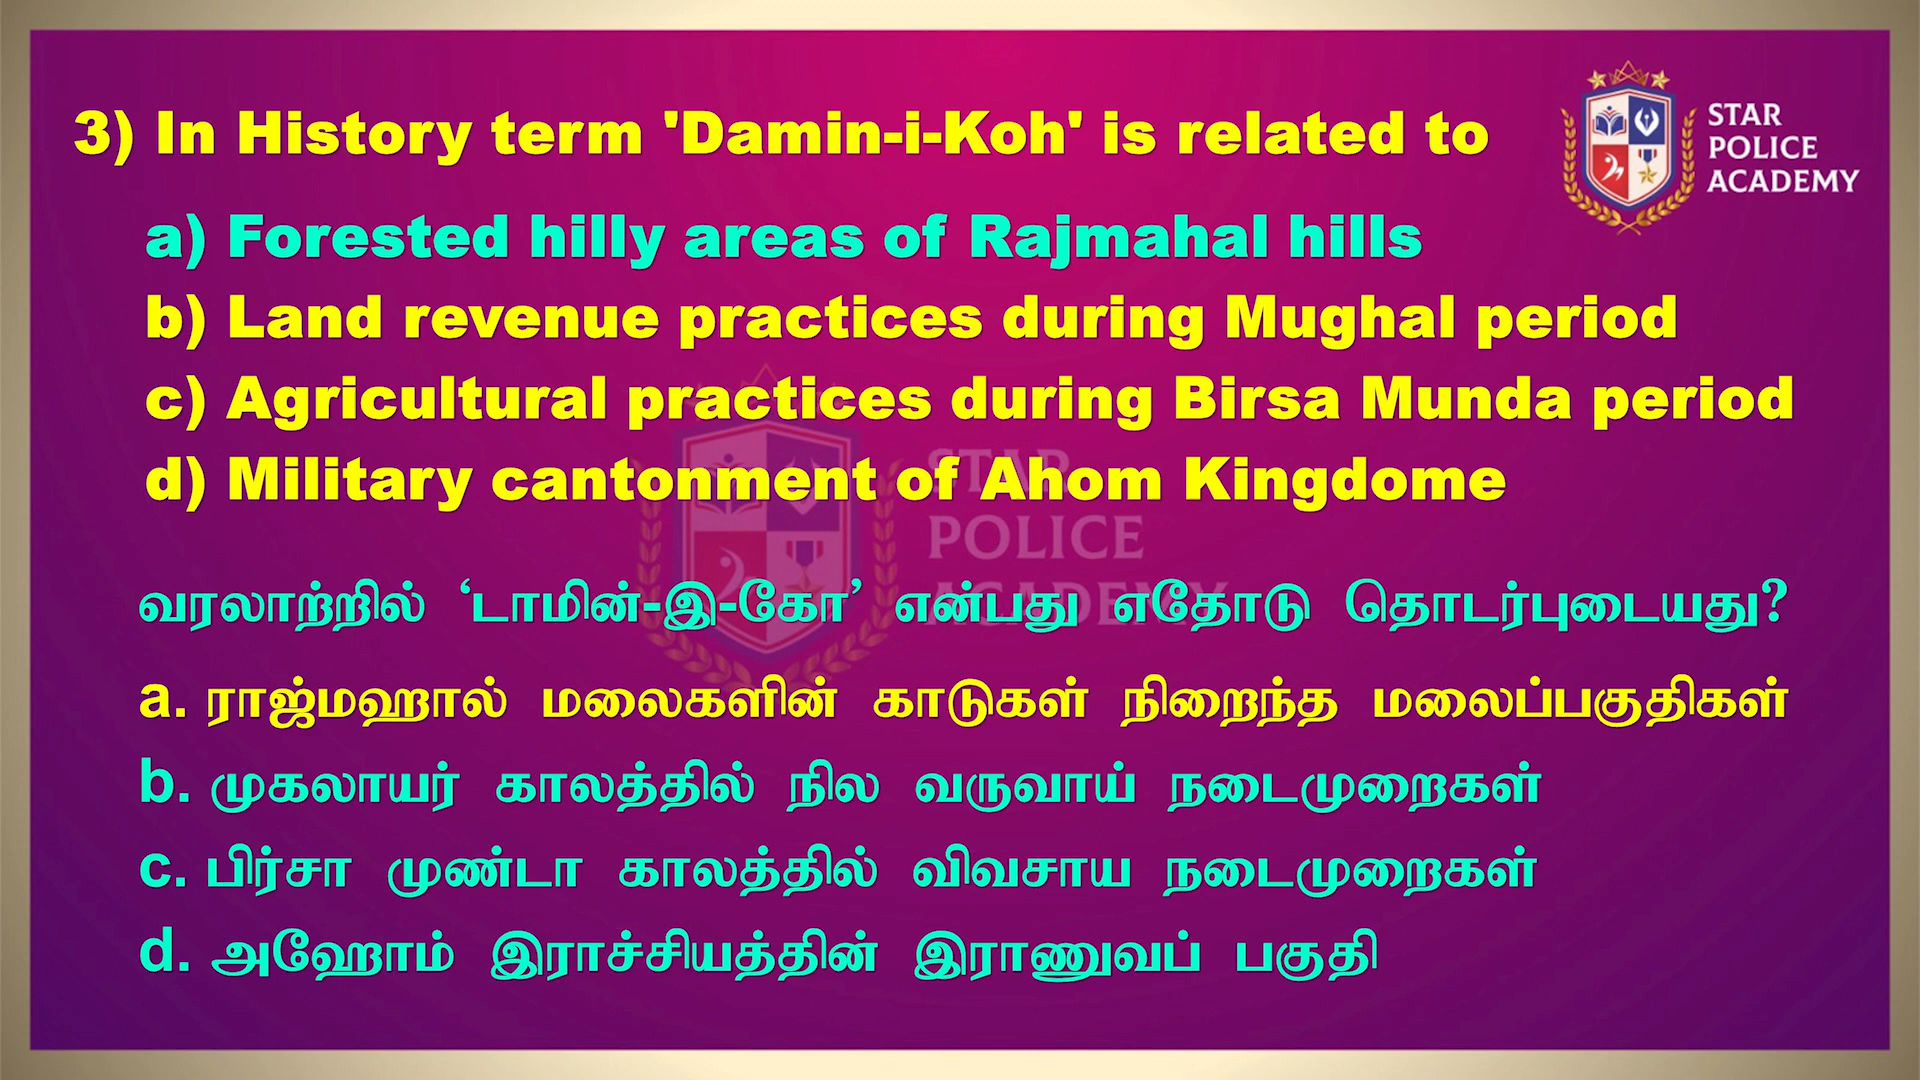 3) In History term 'Damin-i-Koh' is related to
STAR
POLICE
ACADEMY
a) Forested hilly areas of Rajmahal hills
b) Land revenue practices during Mughal period
c) Agricultural practices during Birsa Munda period
d) Military cantonment of Ahom Kingdome
STAR
POLICE
ACADEMY
வரலாற்றில் ‘டாமின்-இ-கோ’ என்பது எதோடு தொடர்புடையது?
a. ராஜ்மஹால் மலைகளின் காடுகள் நிறைந்த மலைப்பகுதிகள்
b. முகலாயர் காலத்தில் நில வருவாய் நடைமுறைகள்
c. பிர்சா முண்டா காலத்தில் விவசாய நடைமுறைகள்
d. அஹோம் இராச்சியத்தின் இராணுவப் பகுதி